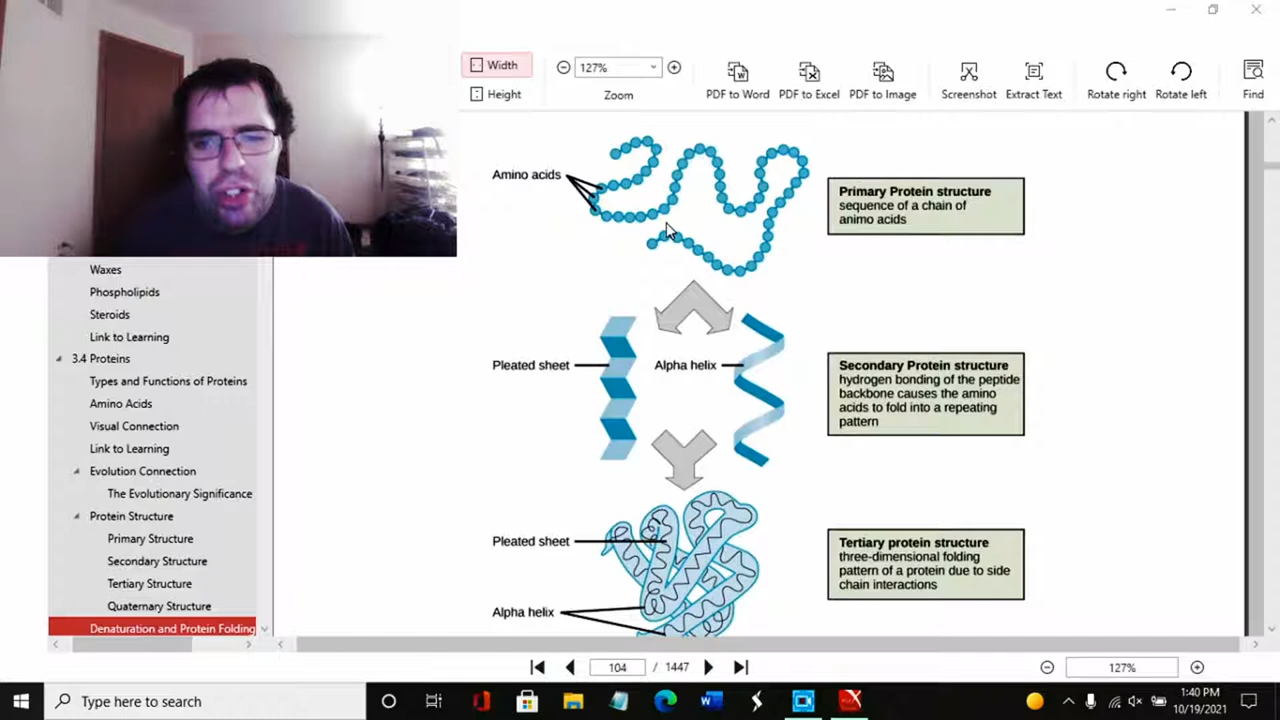 Width
Height
127%
Zoom
PDF to Word
PDF to Excel
PDF to Image
Screenshot
Extract Text
Rotate right
Rotate left
Find
Waxes
Phospholipids
Steroids
Link to Learning
3.4 Proteins
Types and Functions of Proteins
Amino Acids
Visual Connection
Link to Learning
Evolution Connection
The Evolutionary Significance
Protein Structure
Primary Structure
Secondary Structure
Tertiary Structure
Quaternary Structure
Denaturation and Protein Folding
Amino acids
Primary Protein structure
sequence of a chain of
animo acids
Pleated sheet
Alpha helix
Secondary Protein structure
hydrogen bonding of the peptide
backbone causes the amino
acids to fold into a repeating
pattern
Pleated sheet
Alpha helix
Tertiary protein structure
three-dimensional folding
pattern of a protein due to side
chain interactions
104 / 1447
127%
Type here to search
1:40 PM
10/19/2021